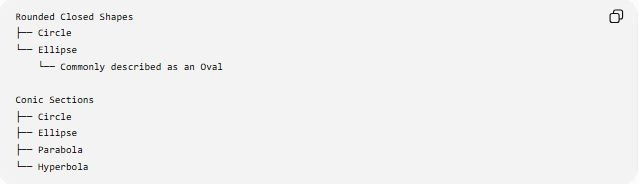 Rounded Closed Shapes
├── Circle
└── Ellipse
    └── Commonly described as an Oval

Conic Sections
├── Circle
├── Ellipse
├── Parabola
└── Hyperbola